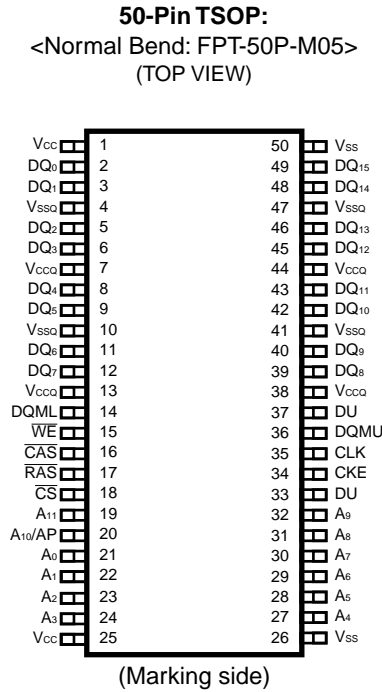 50-Pin TSOP:
<Normal Bend: FPT-50P-M05>
(TOP VIEW)
VCC 1 50 VSS
DQ0 2 49 DQ15
DQ1 3 48 DQ14
VSSQ 4 47 VSSQ
DQ2 5 46 DQ13
DQ3 6 45 DQ12
VCCQ 7 44 VCCQ
DQ4 8 43 DQ11
DQ5 9 42 DQ10
VSSQ 10 41 VSSQ
DQ6 11 40 DQ9
DQ7 12 39 DQ8
VCCQ 13 38 VCCQ
DQML 14 37 DU
W̅E̅ 15 36 DQMU
C̅A̅S̅ 16 35 CLK
R̅A̅S̅ 17 34 CKE
C̅S̅ 18 33 DU
A11 19 32 A9
A10/AP 20 31 A8
A0 21 30 A7
A1 22 29 A6
A2 23 28 A5
A3 24 27 A4
VCC 25 26 VSS
(Marking side)